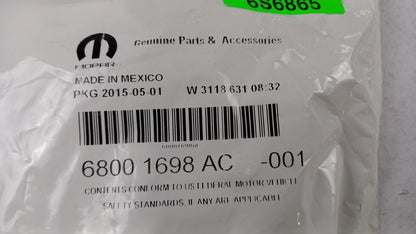 6S6865
Genuine Parts & Accessories
MOPAR
MADE IN MEXICO
PKG 2015-05-01 W 3118 631 08:32
6800 1698 AC -001
CONTENTS CONFORM TO US FEDERAL MOTOR VEHICLE
SAFETY STANDARDS, IF ANY ARE APPLICABLE